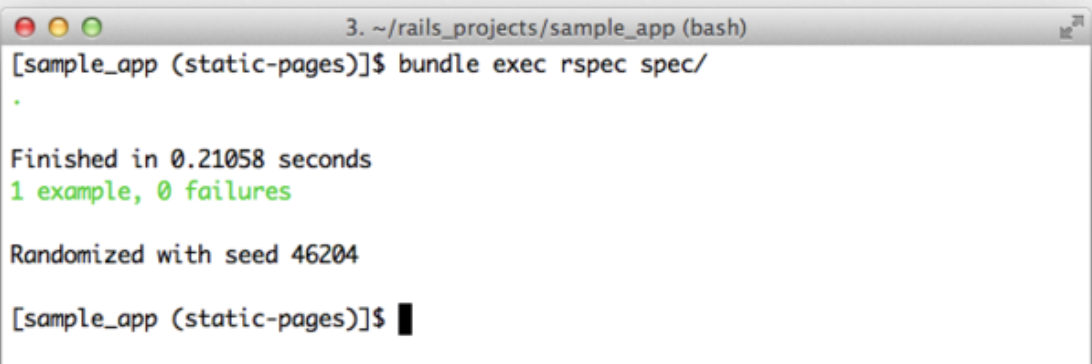 3. ~/rails_projects/sample_app (bash)
[sample_app (static-pages)]$ bundle exec rspec spec/
.
Finished in 0.21058 seconds
1 example, 0 failures
Randomized with seed 46204
[sample_app (static-pages)]$